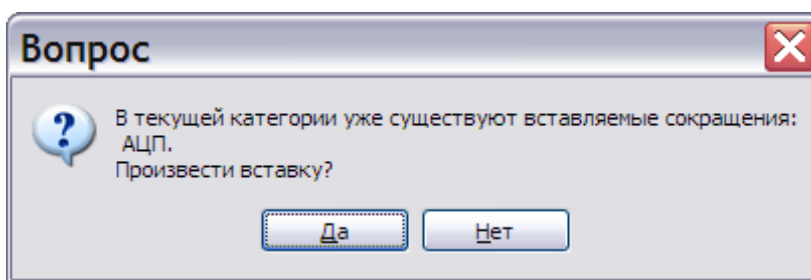 Вопрос
В текущей категории уже существуют вставляемые сокращения:
АЦП.
Произвести вставку?
Да
Нет